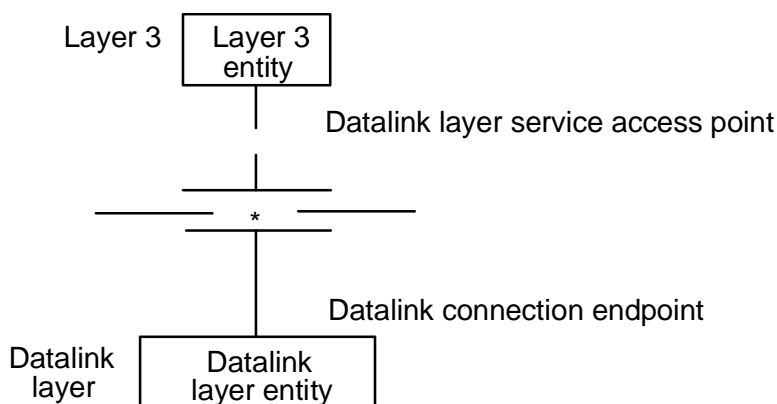 Layer 3
Layer 3
entity
Datalink layer service access point
*
Datalink connection endpoint
Datalink
layer
Datalink
layer entity